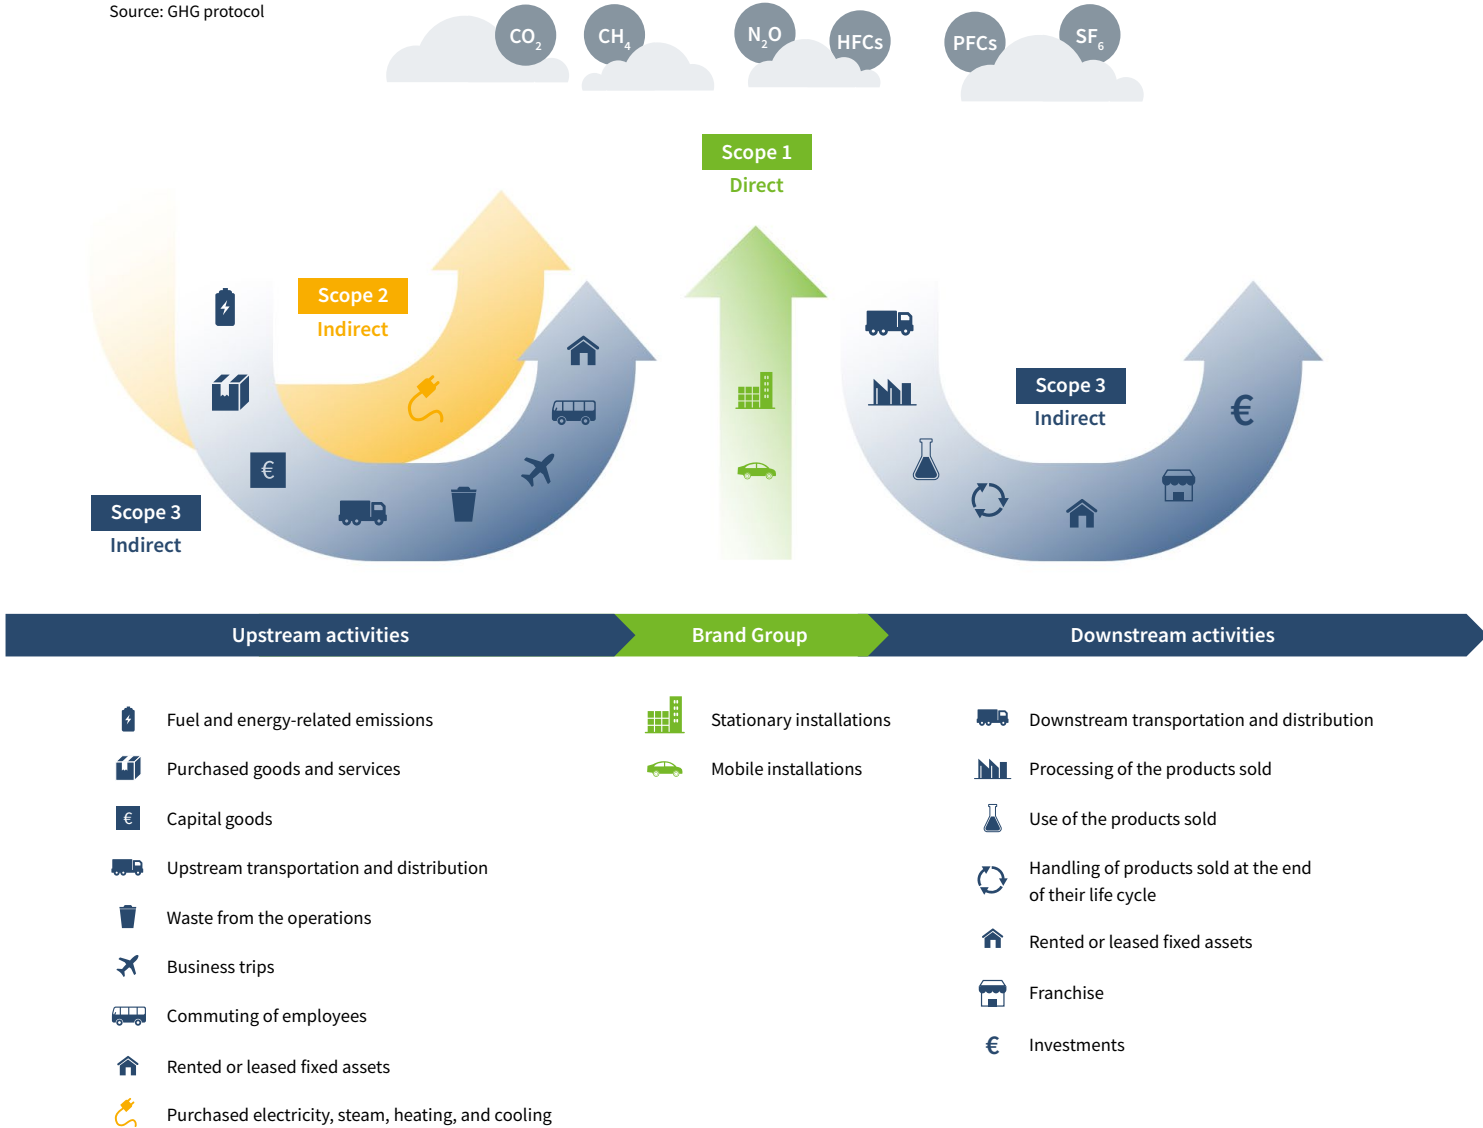 Source: GHG protocol
CO₂
CH₄
N₂O
HFCs
PFCs
SF₆
Scope 1
Direct
Scope 2
Indirect
Scope 3
Indirect
€
€
Scope 3
Indirect
Upstream activities
Brand Group
Downstream activities
Fuel and energy-related emissions
Purchased goods and services
€ Capital goods
Upstream transportation and distribution
Waste from the operations
Business trips
Commuting of employees
Rented or leased fixed assets
Purchased electricity, steam, heating, and cooling
Stationary installations
Mobile installations
Downstream transportation and distribution
Processing of the products sold
Use of the products sold
Handling of products sold at the end
of their life cycle
Rented or leased fixed assets
Franchise
€ Investments